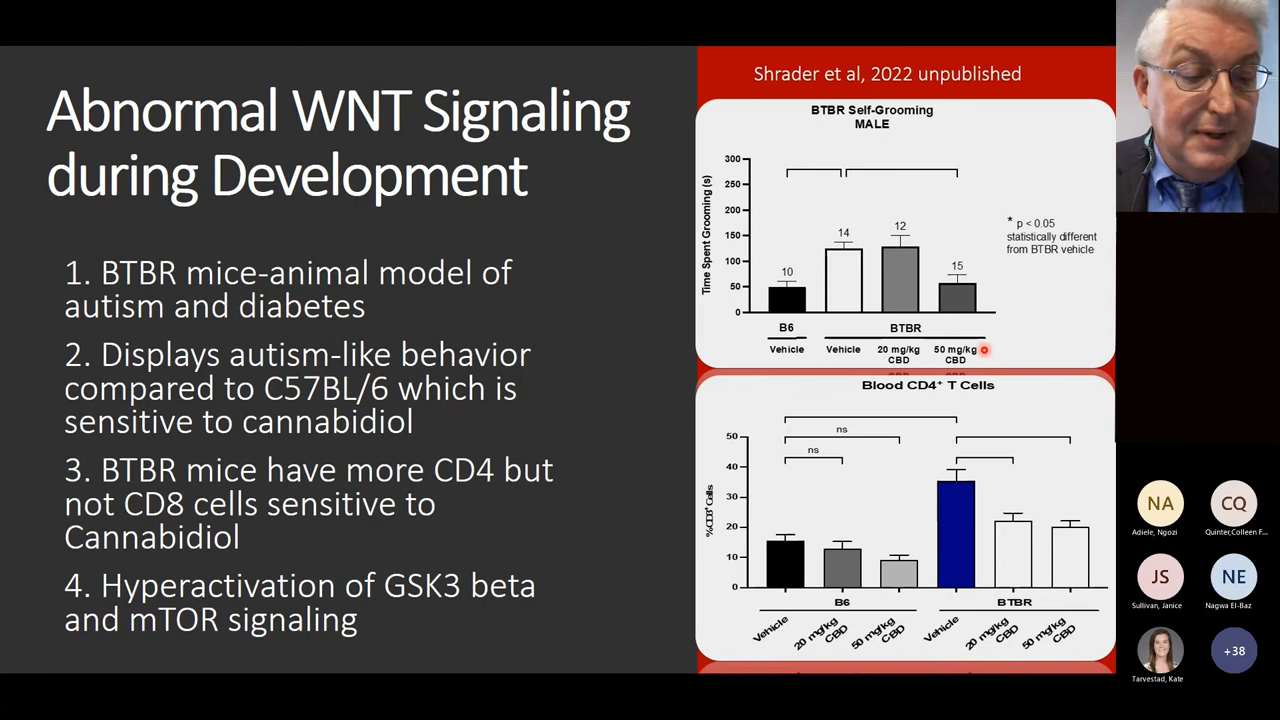 Abnormal WNT Signaling
during Development
1. BTBR mice-animal model of
autism and diabetes
2. Displays autism-like behavior
compared to C57BL/6 which is
sensitive to cannabidiol
3. BTBR mice have more CD4 but
not CD8 cells sensitive to
Cannabidiol
4. Hyperactivation of GSK3 beta
and mTOR signaling
Shrader et al, 2022 unpublished
BTBR Self-Grooming
MALE
Time Spent Grooming (s)
300
250
200
150
100
50
0
10
14
12
15
* p < 0.05
statistically different
from BTBR vehicle
B6
BTBR
Vehicle
Vehicle
20 mg/kg
CBD
50 mg/kg
CBD
Blood CD4+ T Cells
%CD3+ Cells
50
40
30
20
10
0
ns
ns
B6
BTBR
Vehicle
20 mg/kg
CBD
50 mg/kg
CBD
Vehicle
20 mg/kg
CBD
50 mg/kg
CBD
NA
Adiele, Ngozi
CQ
Quinter,Colleen F...
JS
Sullivan, Janice
NE
Nagwa El-Baz
Tarvestad, Kate
+38